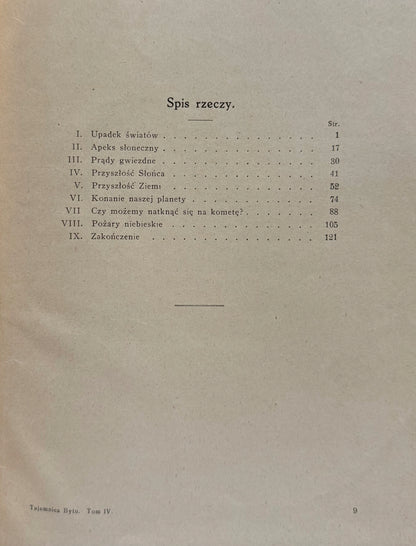 Spis rzeczy.
Str.
I. Upadek światów . . . . . . . . . . . . . 1
II. Apeks słoneczny . . . . . . . . . . . . . 17
III. Prądy gwiezdne . . . . . . . . . . . . . 30
IV. Przyszłość Słońca . . . . . . . . . . . . 41
V. Przyszłość Ziemi . . . . . . . . . . . . 52
VI. Konanie naszej planety . . . . . . . . . . 74
VII Czy możemy natknąć się na kometę? . . . . . . 88
VIII. Pożary niebieskie . . . . . . . . . . . . 105
IX. Zakończenie . . . . . . . . . . . . . 121
Tajemnica Bytu. Tom IV. 9